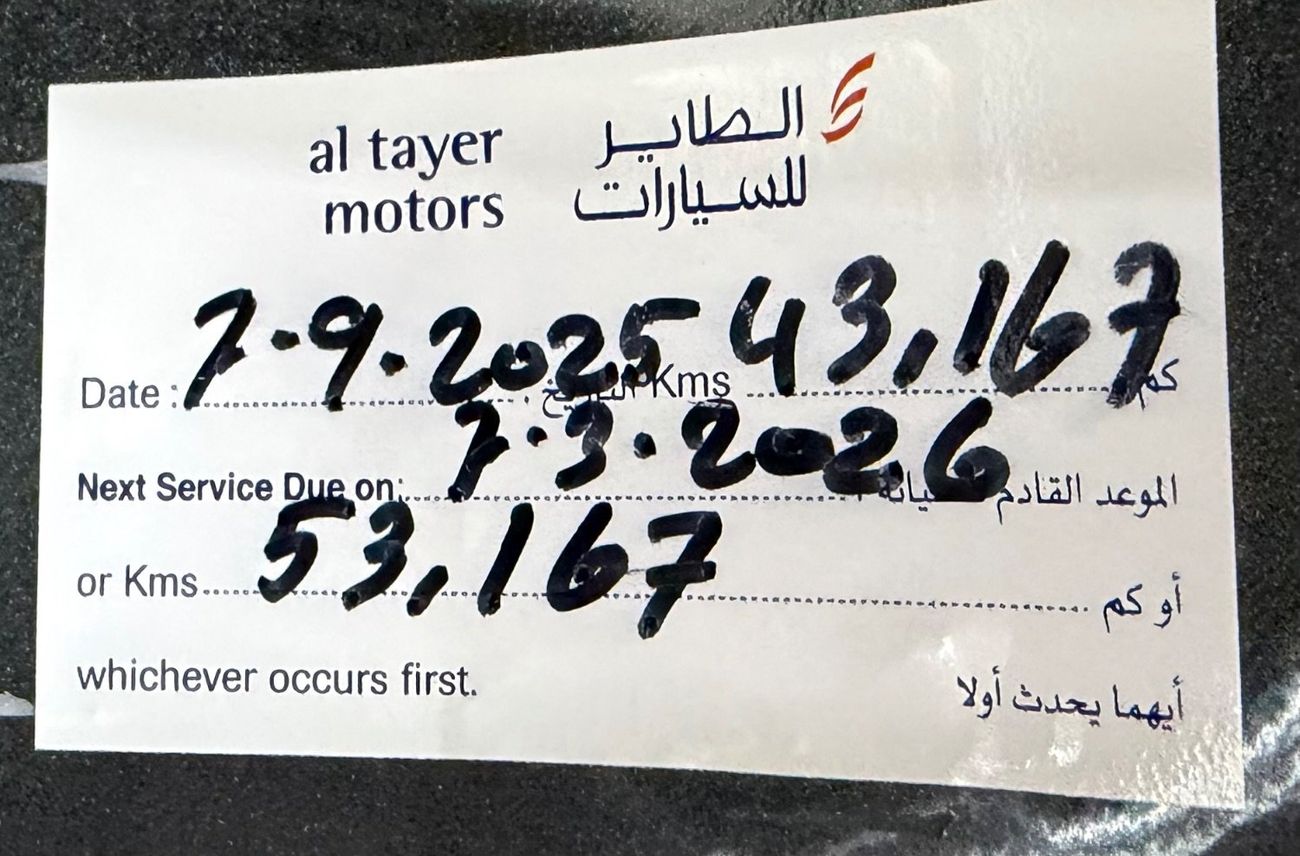 al tayer
motors
الطاير
للسيارات
Date : 7.9.2025 التاريخ Kms 43,167 كم
Next Service Due on: 7.3.2026 الموعد القادم
or Kms 53,167 أو كم
whichever occurs first. أيهما يحدث أولا